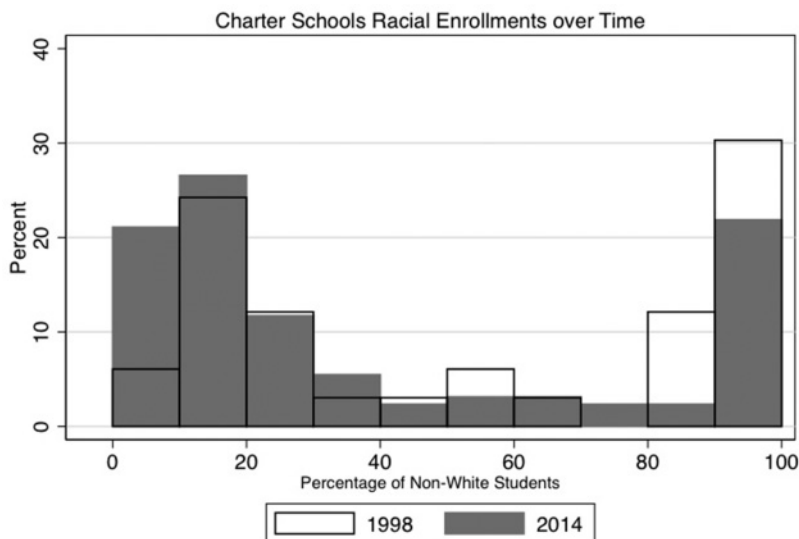 Charter Schools Racial Enrollments over Time
40
30
20
10
0
Percent
0 20 40 60 80 100
Percentage of Non-White Students
1998 2014